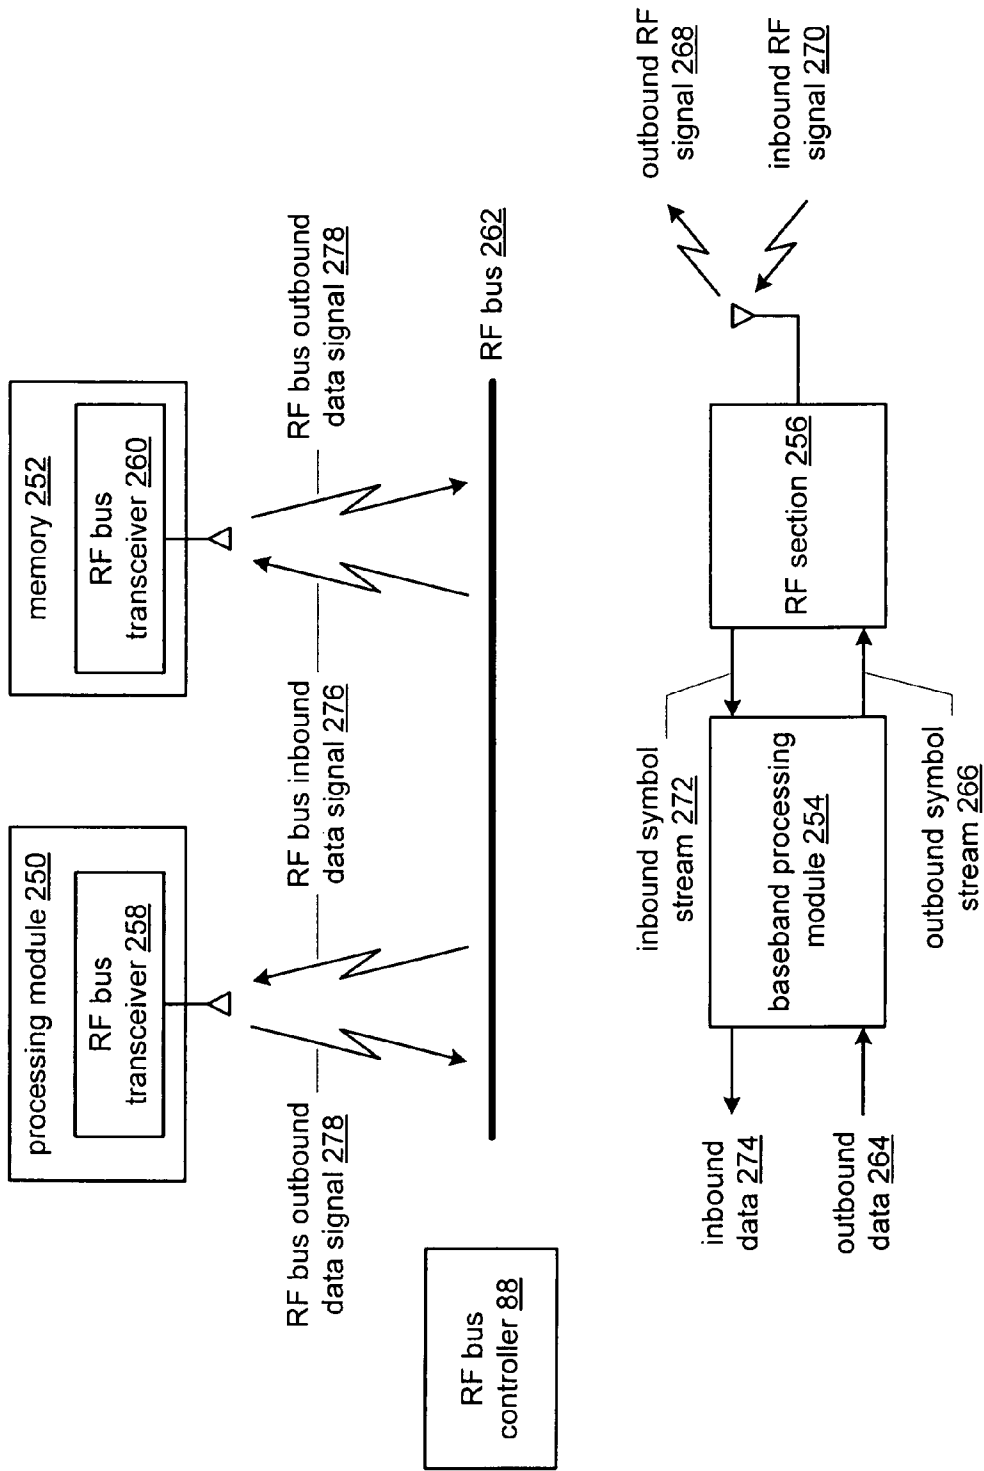 processing module 250
RF bus
transceiver 258
memory 252
RF bus
transceiver 260
RF bus outbound
data signal 278
RF bus inbound
data signal 276
RF bus outbound
data signal 278
RF bus
controller 88
RF bus 262
inbound symbol
stream 272
outbound RF
signal 268
inbound
data 274
baseband processing
module 254
RF section 256
inbound RF
signal 270
outbound
data 264
outbound symbol
stream 266